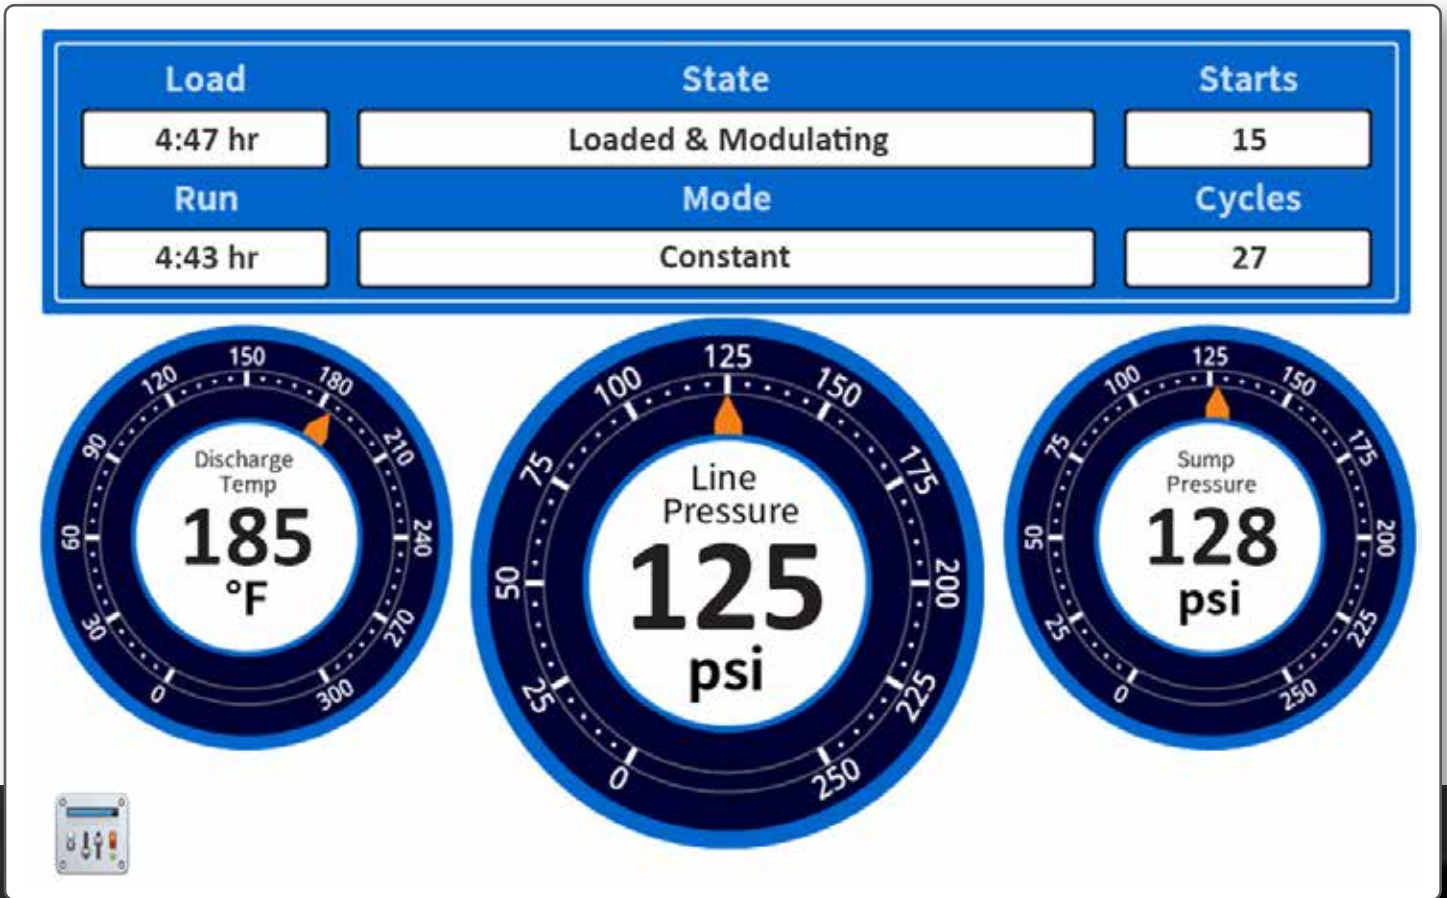 Load State Starts
4:47 hr Loaded & Modulating 15
Run Mode Cycles
4:43 hr Constant 27
0 30 60 90 120 150 180 210 240 270 300
Discharge
Temp
185
°F
0 25 50 75 100 125 150 175 200 225 250
Line
Pressure
125
psi
0 25 50 75 100 125 150 175 200 225 250
Sump
Pressure
128
psi